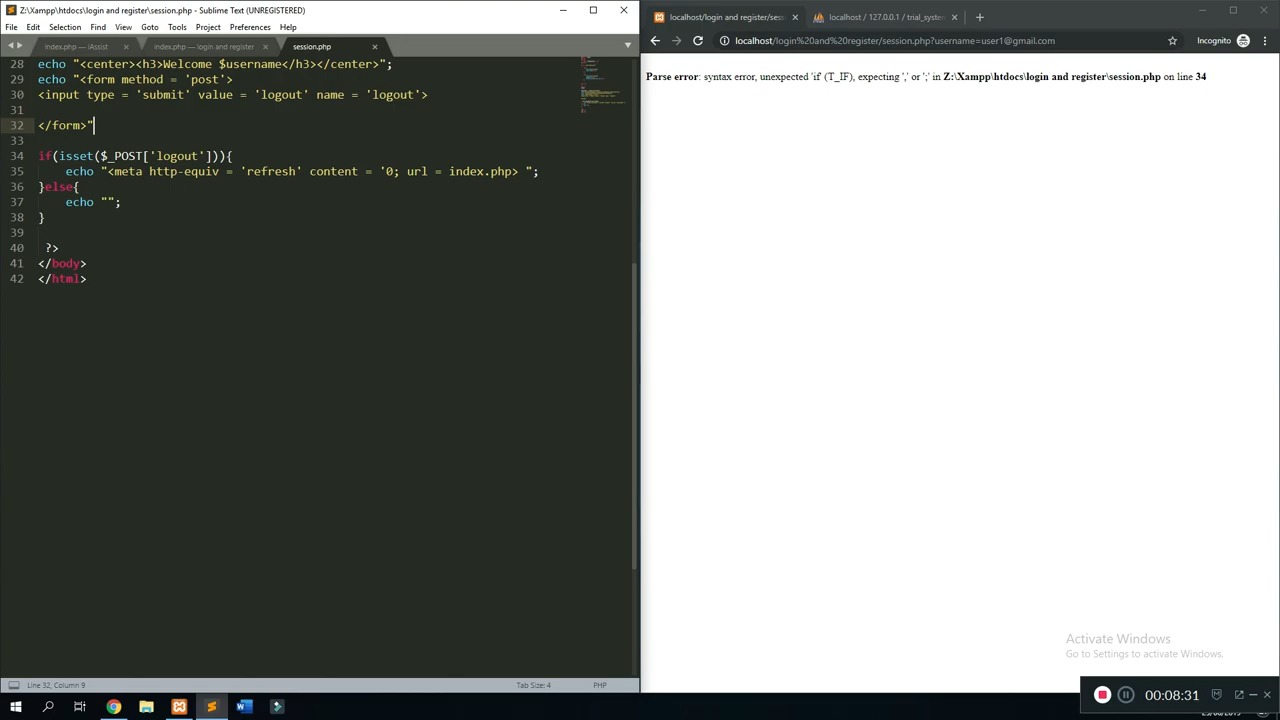 Z:\Xampp\htdocs\login and register\session.php - Sublime Text (UNREGISTERED)
File Edit Selection Find View Goto Tools Project Preferences Help
index.php — iAssist
index.php — login and register
session.php
28 echo "<center><h3>Welcome $username</h3></center>";
29 echo "<form method = 'post'>
30 <input type = 'submit' value = 'logout' name = 'logout'>
31
32 </form>"
33
34 if(isset($_POST['logout'])){
35 echo "<meta http-equiv = 'refresh' content = '0; url = index.php> ";
36 }else{
37 echo "";
38 }
39
40 ?>
41 </body>
42 </html>
Line 32, Column 9
Tab Size: 4
PHP
localhost/login and register/sess
localhost / 127.0.0.1 / trial_system
localhost/login%20and%20register/session.php?username=user1@gmail.com
Incognito
Parse error: syntax error, unexpected 'if' (T_IF), expecting ',' or ';' in Z:\Xampp\htdocs\login and register\session.php on line 34
Activate Windows
Go to Settings to activate Windows.
00:08:31